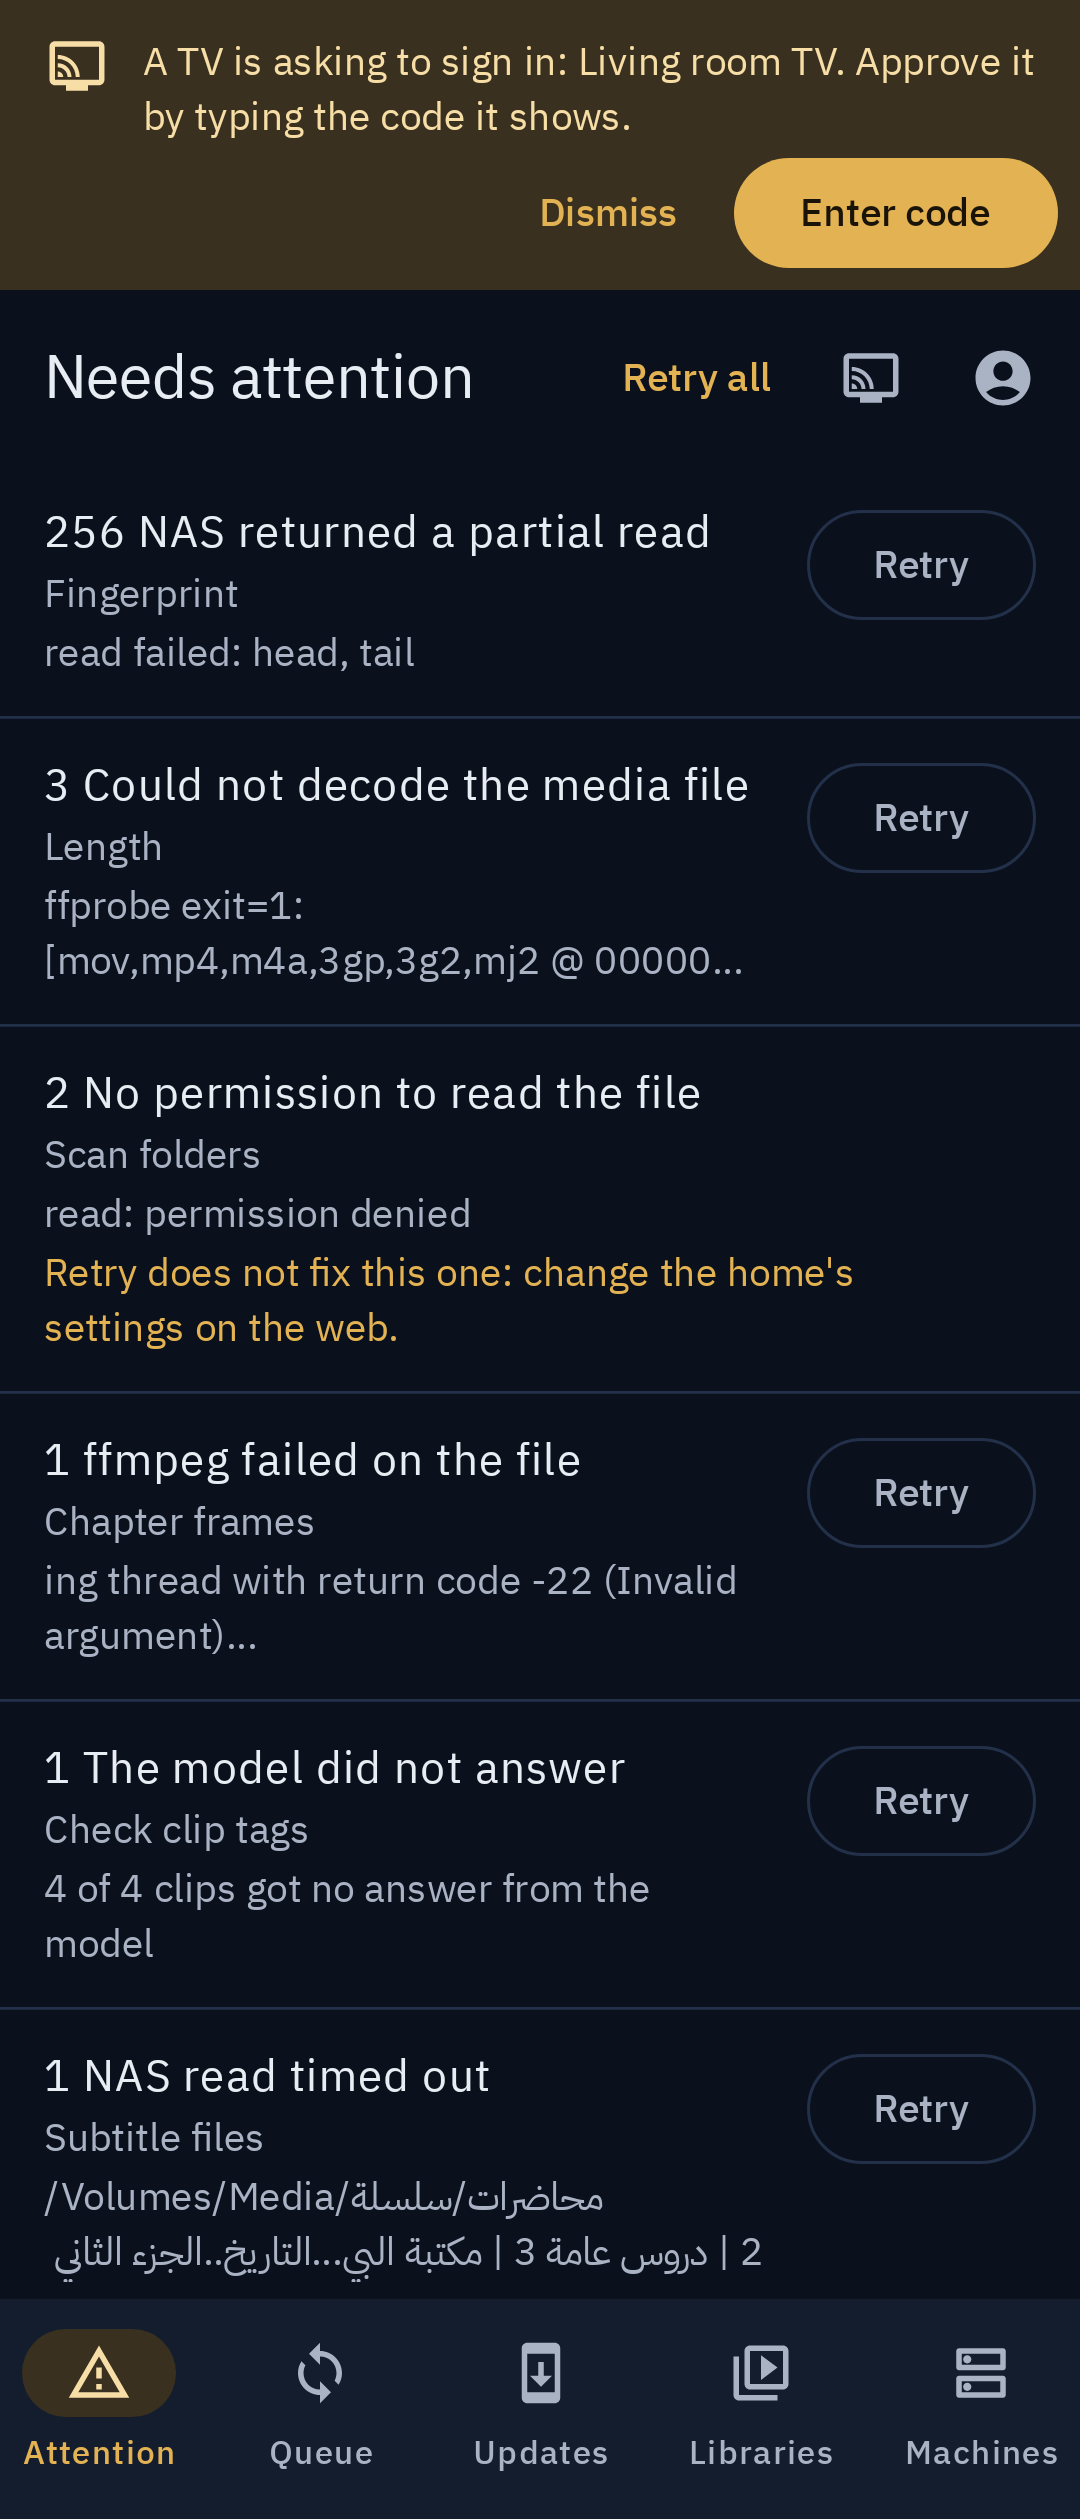 A TV is asking to sign in: Living room TV. Approve it
by typing the code it shows.
Dismiss
Enter code
Needs attention
Retry all
256 NAS returned a partial read
Retry
Fingerprint
read failed: head, tail
3 Could not decode the media file
Retry
Length
ffprobe exit=1:
[mov,mp4,m4a,3gp,3g2,mj2 @ 00000...
2 No permission to read the file
Scan folders
read: permission denied
Retry does not fix this one: change the home's
settings on the web.
1 ffmpeg failed on the file
Retry
Chapter frames
ing thread with return code -22 (Invalid
argument)...
1 The model did not answer
Retry
Check clip tags
4 of 4 clips got no answer from the
model
1 NAS read timed out
Retry
Subtitle files
/Volumes/Media/محاضرات/سلسلة
2 | دروس عامة 3 | مكتبة البي...التاريخ..الجزء الثاني
Attention
Queue
Updates
Libraries
Machines